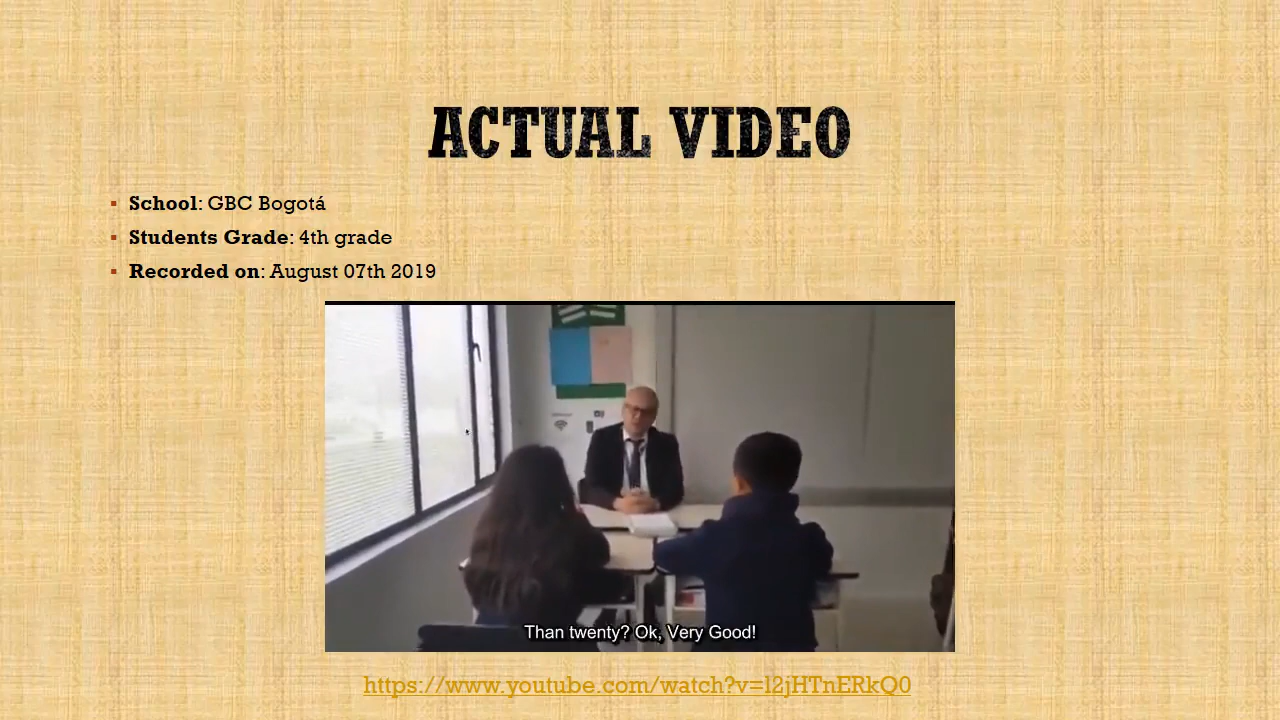 ACTUAL VIDEO
School: GBC Bogotá
Students Grade: 4th grade
Recorded on: August 07th 2019
Than twenty? Ok, Very Good!
https://www.youtube.com/watch?v=l2jHTnERkQ0